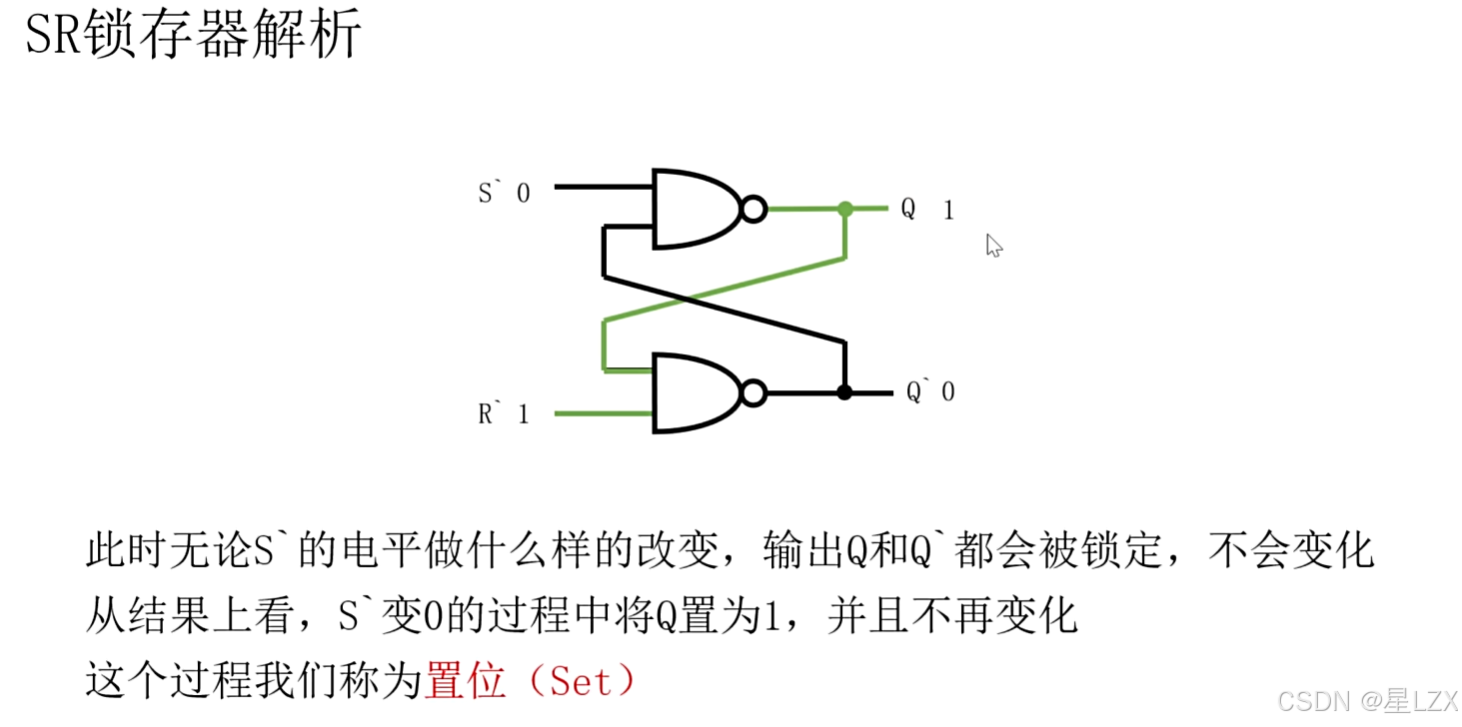 SR锁存器解析
S` 0
Q 1
R` 1
Q` 0
此时无论S`的电平做什么样的改变，输出Q和Q`都会被锁定，不会变化
从结果上看，S`变0的过程中将Q置为1，并且不再变化
这个过程我们称为置位（Set）
CSDN @星LZX